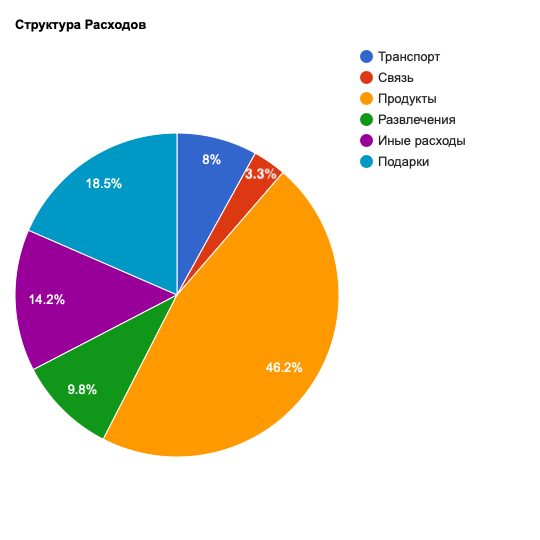 Структура Расходов
Транспорт
Связь
Продукты
Развлечения
Иные расходы
Подарки
8%
3.3%
18.5%
14.2%
46.2%
9.8%